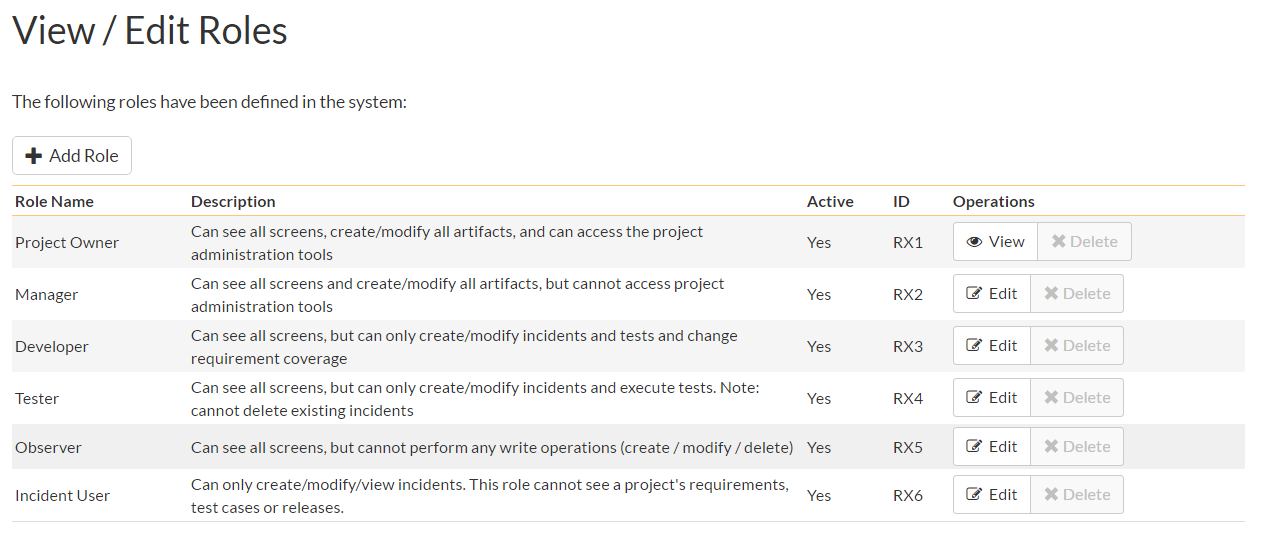 View / Edit Roles
The following roles have been defined in the system:
Add Role
Role Name Description Active ID Operations
Project Owner Can see all screens, create/modify all artifacts, and can access the project administration tools Yes RX1 View Delete
Manager Can see all screens and create/modify all artifacts, but cannot access project administration tools Yes RX2 Edit Delete
Developer Can see all screens, but can only create/modify incidents and tests and change requirement coverage Yes RX3 Edit Delete
Tester Can see all screens, but can only create/modify incidents and execute tests. Note: cannot delete existing incidents Yes RX4 Edit Delete
Observer Can see all screens, but cannot perform any write operations (create / modify / delete) Yes RX5 Edit Delete
Incident User Can only create/modify/view incidents. This role cannot see a project's requirements, test cases or releases. Yes RX6 Edit Delete